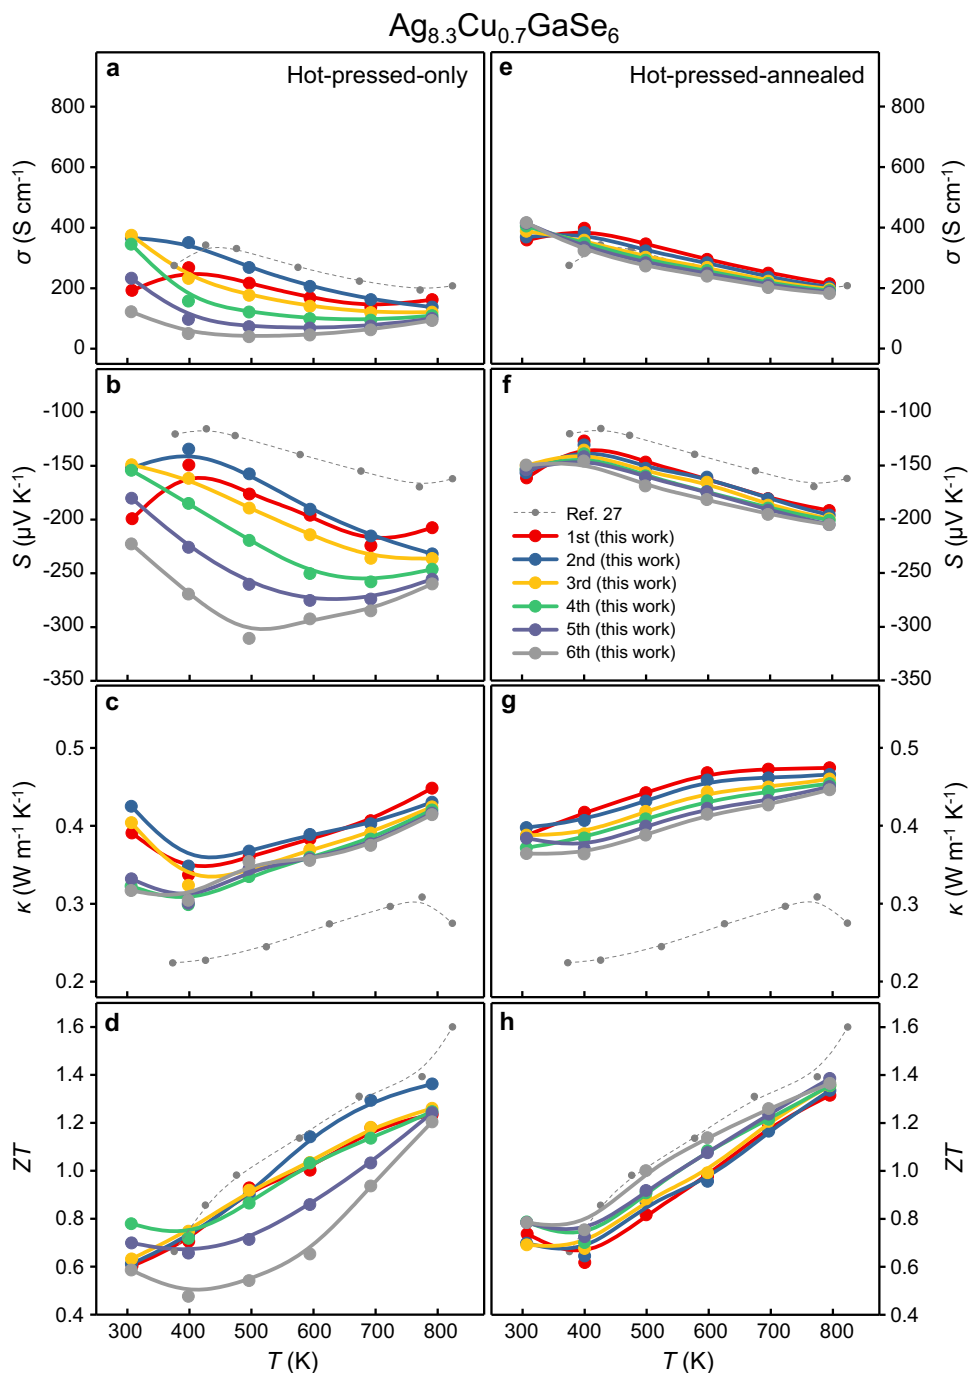 Ag8.3Cu0.7GaSe6
a
Hot-pressed-only
800
600
400
200
0
σ (S cm-1)
e
Hot-pressed-annealed
800
600
400
200
0
σ (S cm-1)
b
-100
-150
-200
-250
-300
-350
S (µV K-1)
f
Ref. 27
1st (this work)
2nd (this work)
3rd (this work)
4th (this work)
5th (this work)
6th (this work)
-100
-150
-200
-250
-300
-350
S (µV K-1)
c
0.5
0.4
0.3
0.2
κ (W m-1 K-1)
g
0.5
0.4
0.3
0.2
κ (W m-1 K-1)
d
1.6
1.4
1.2
1.0
0.8
0.6
0.4
ZT
h
1.6
1.4
1.2
1.0
0.8
0.6
0.4
ZT
300 400 500 600 700 800
T (K)
300 400 500 600 700 800
T (K)